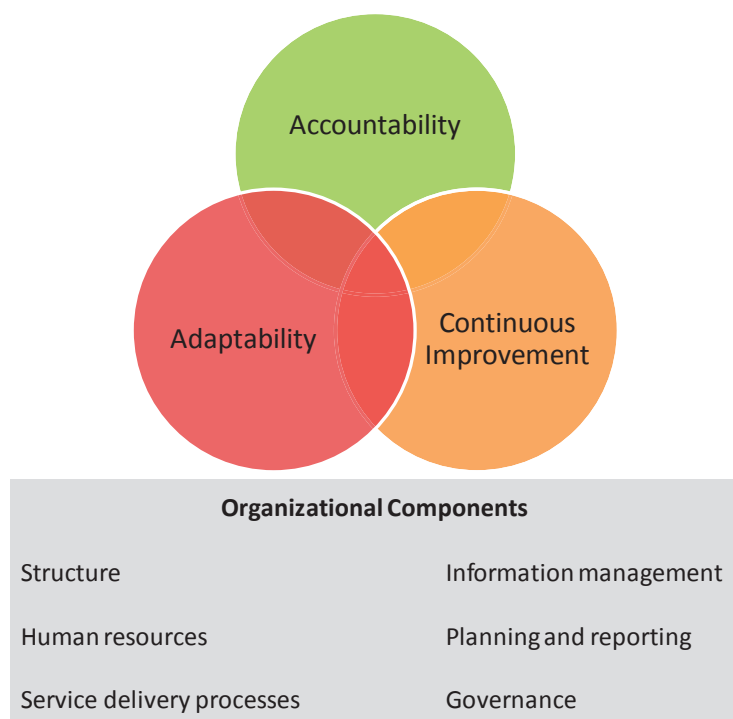 Accountability
Adaptability
Continuous
Improvement
Organizational Components
Structure
Information management
Human resources
Planning and reporting
Service delivery processes
Governance